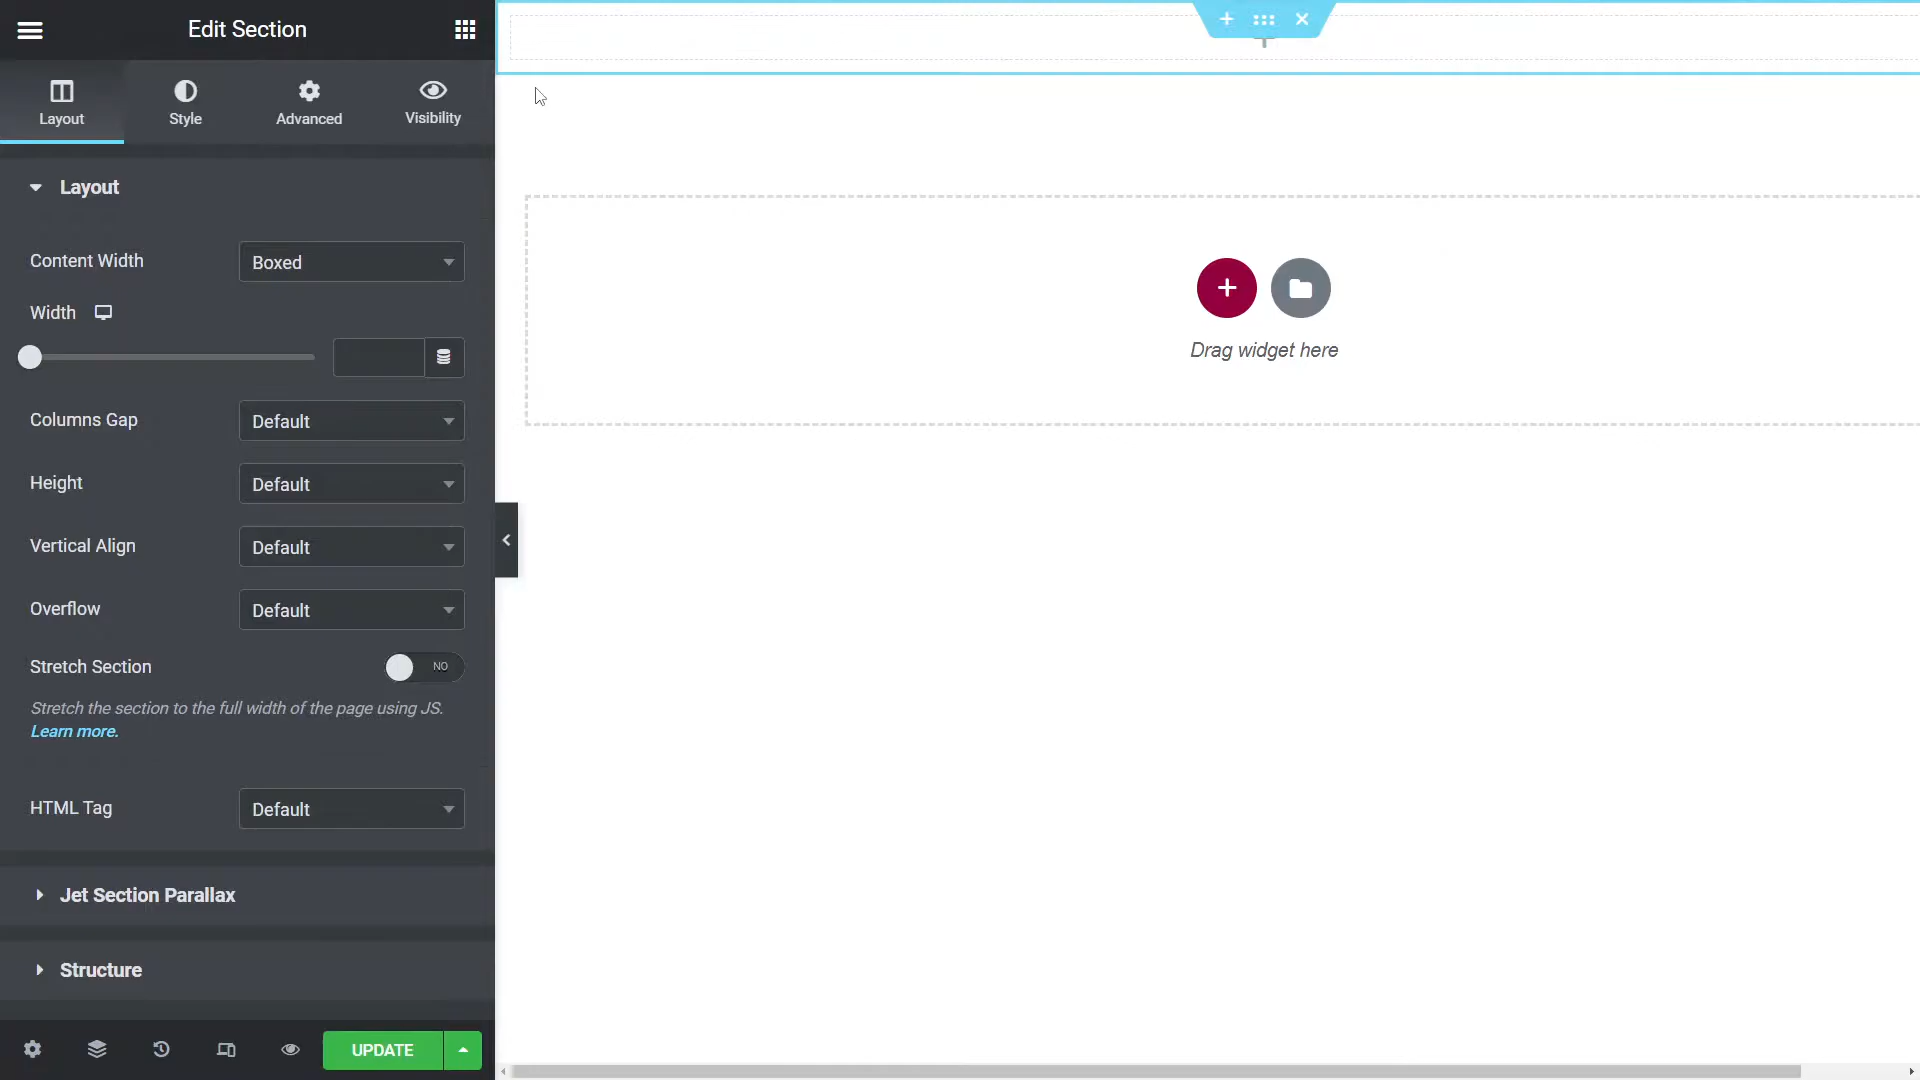 Edit Section
Layout
Style
Advanced
Visibility
Layout
Content Width
Boxed
Width
Columns Gap
Default
Height
Default
Vertical Align
Default
Overflow
Default
Stretch Section
NO
Stretch the section to the full width of the page using JS.
Learn more.
HTML Tag
Default
Jet Section Parallax
Structure
UPDATE
Drag widget here